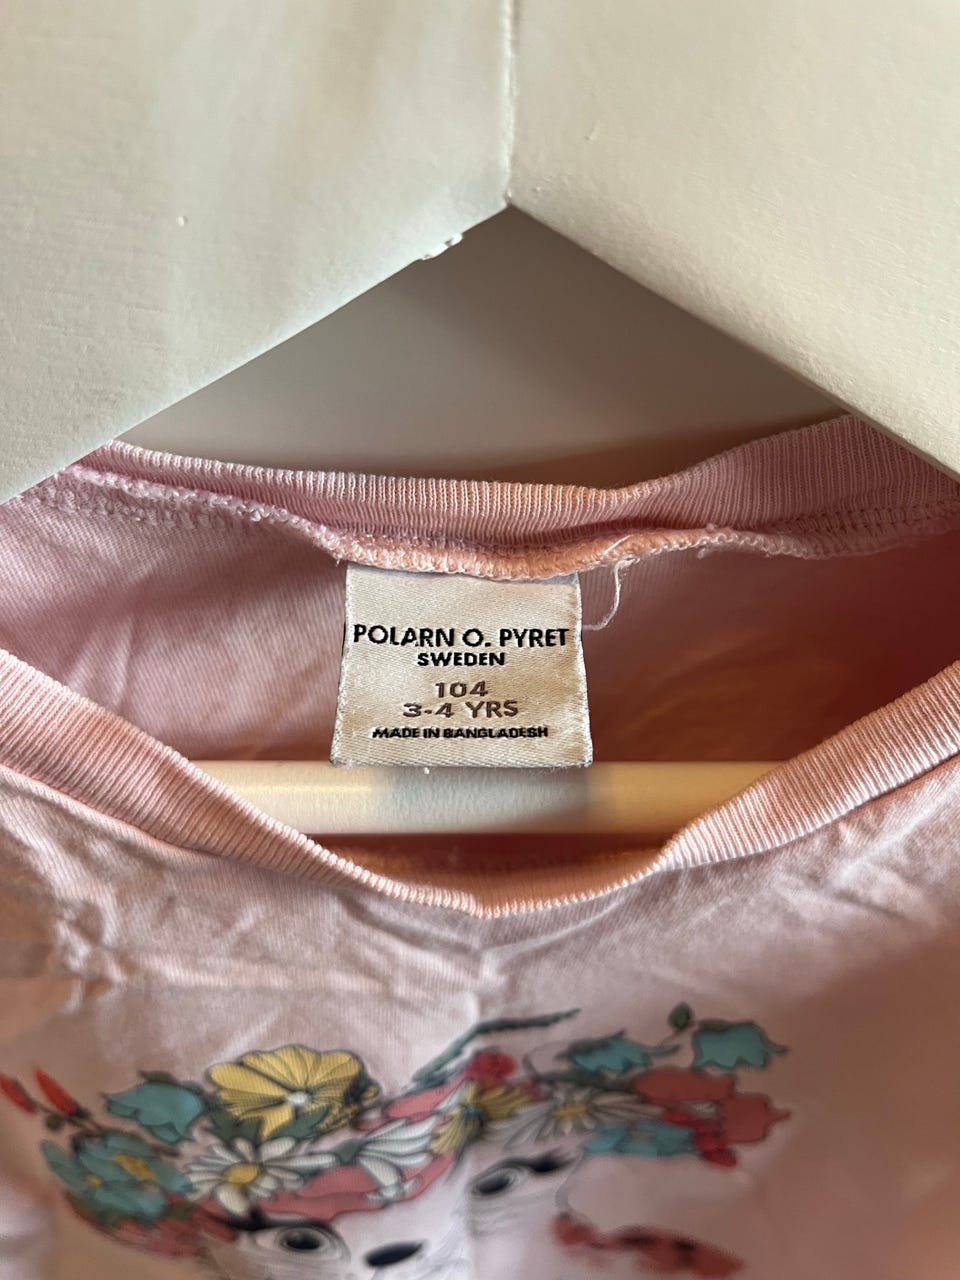 POLARN O. PYRET
SWEDEN
104
3-4 YRS
MADE IN BANGLADESH